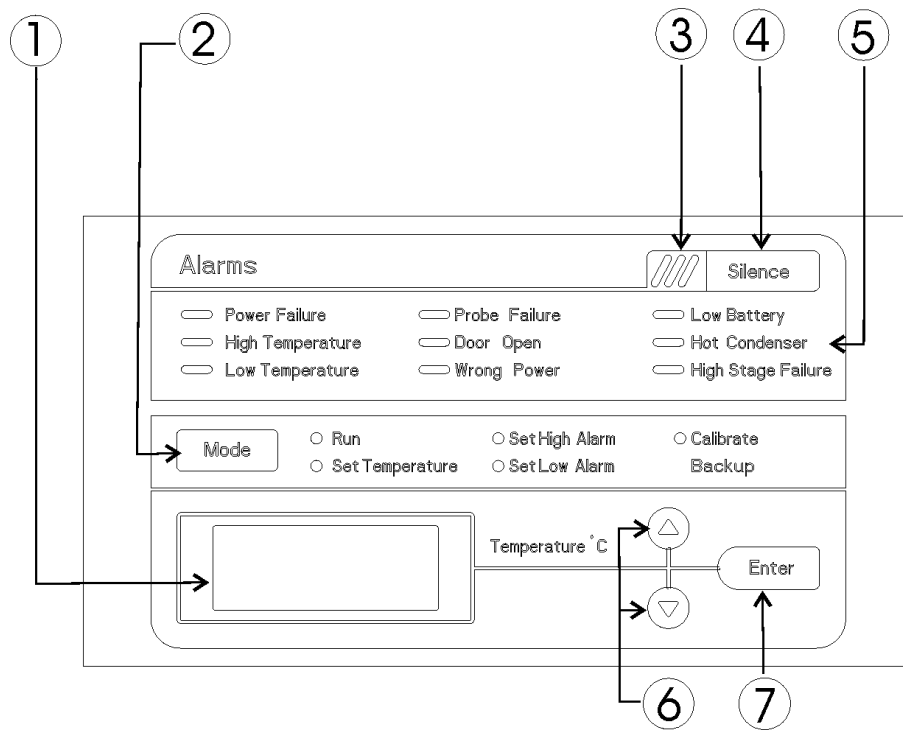 1 2 3 4 5
Alarms Silence
Power Failure Probe Failure Low Battery
High Temperature Door Open Hot Condenser
Low Temperature Wrong Power High Stage Failure
Mode Run Set High Alarm Calibrate
Set Temperature Set Low Alarm Backup
Temperature °C
Enter
6 7